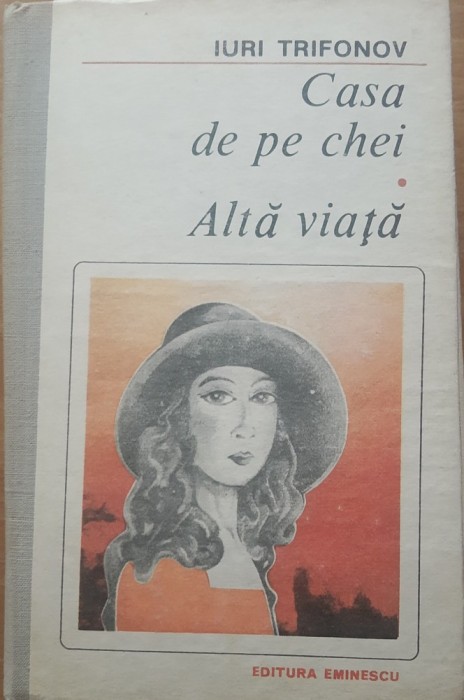 IURI TRIFONOV
Casa
de pe chei
•
Altă viaţă
EDITURA EMINESCU